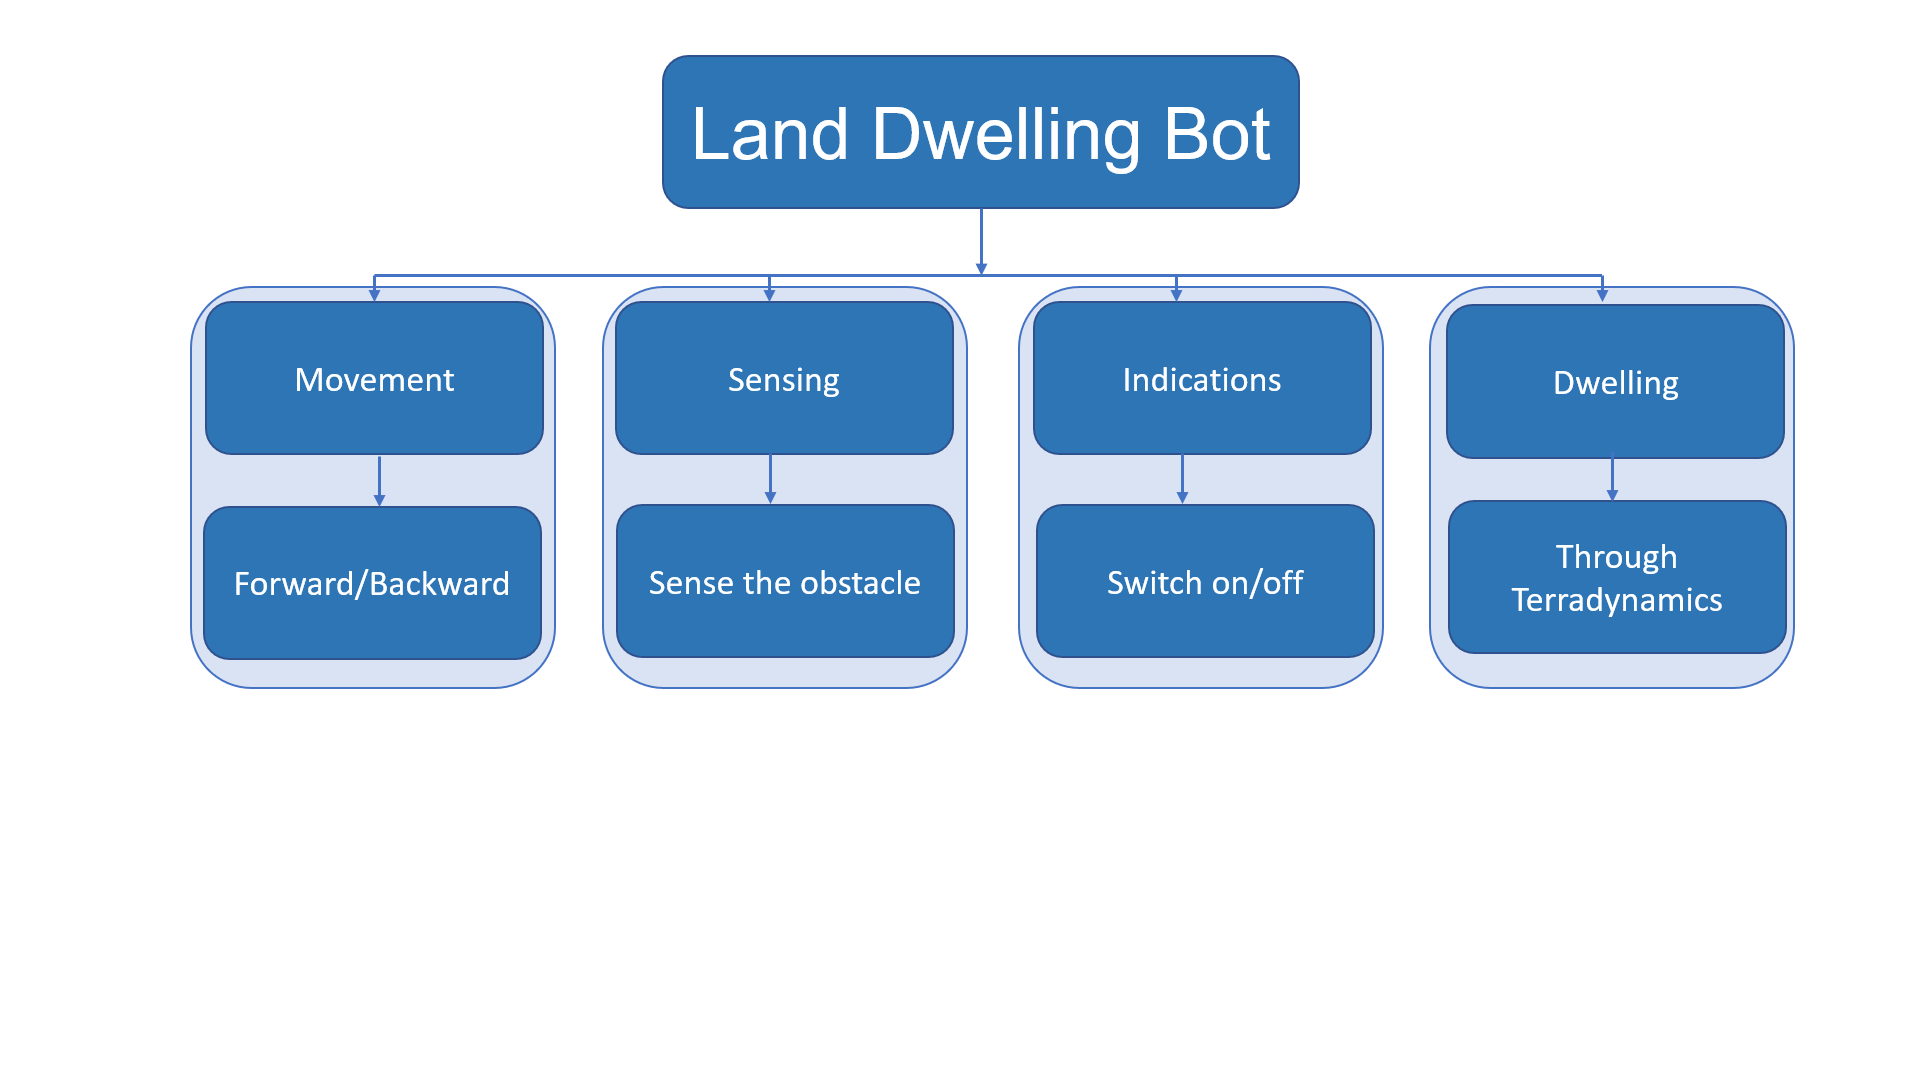 Land Dwelling Bot
Movement
Sensing
Indications
Dwelling
Forward/Backward
Sense the obstacle
Switch on/off
Through
Terradynamics